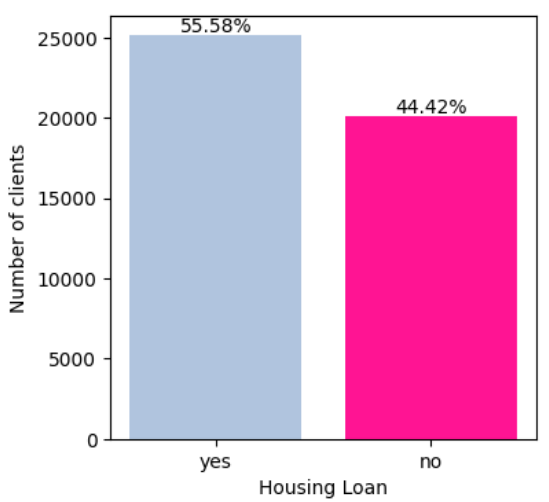 55.58%
44.42%
25000
20000
15000
10000
5000
0
Number of clients
yes no
Housing Loan